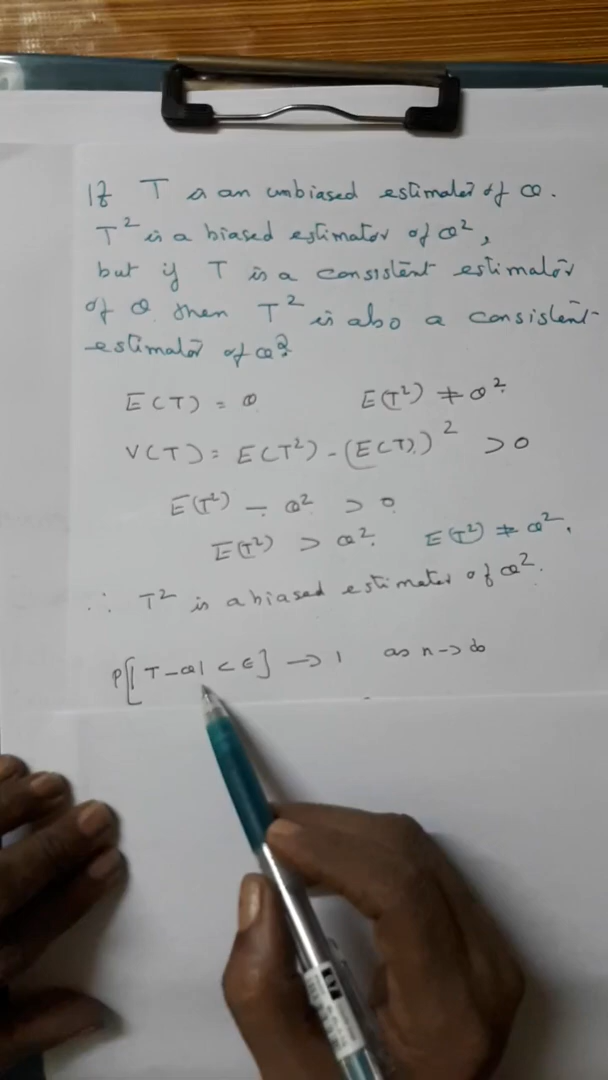 If T is an unbiased estimator of θ.
T² is a biased estimator of θ²,
but if T is a consistent estimator
of θ then T² is also a consistent
estimator of θ².
E(T) = θ E(T²) ≠ θ²
V(T) = E(T²) - (E(T))² > 0
E(T²) - θ² > 0
E(T²) > θ². E(T²) ≠ θ².
∴ T² is a biased estimator of θ².
P[|T-θ| < ε] → 1 as n → ∞